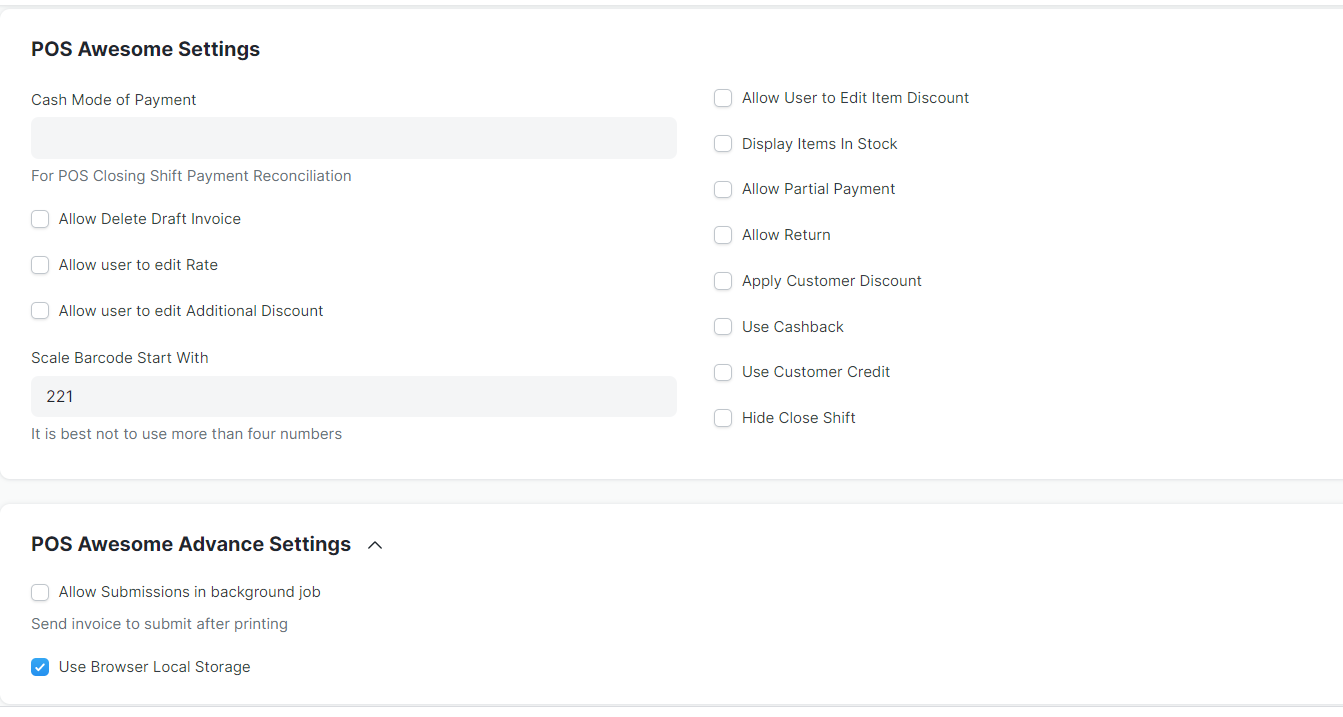 POS Awesome Settings
Cash Mode of Payment
For POS Closing Shift Payment Reconciliation
Allow Delete Draft Invoice
Allow user to edit Rate
Allow user to edit Additional Discount
Scale Barcode Start With
221
It is best not to use more than four numbers
Allow User to Edit Item Discount
Display Items In Stock
Allow Partial Payment
Allow Return
Apply Customer Discount
Use Cashback
Use Customer Credit
Hide Close Shift
POS Awesome Advance Settings
Allow Submissions in background job
Send invoice to submit after printing
Use Browser Local Storage